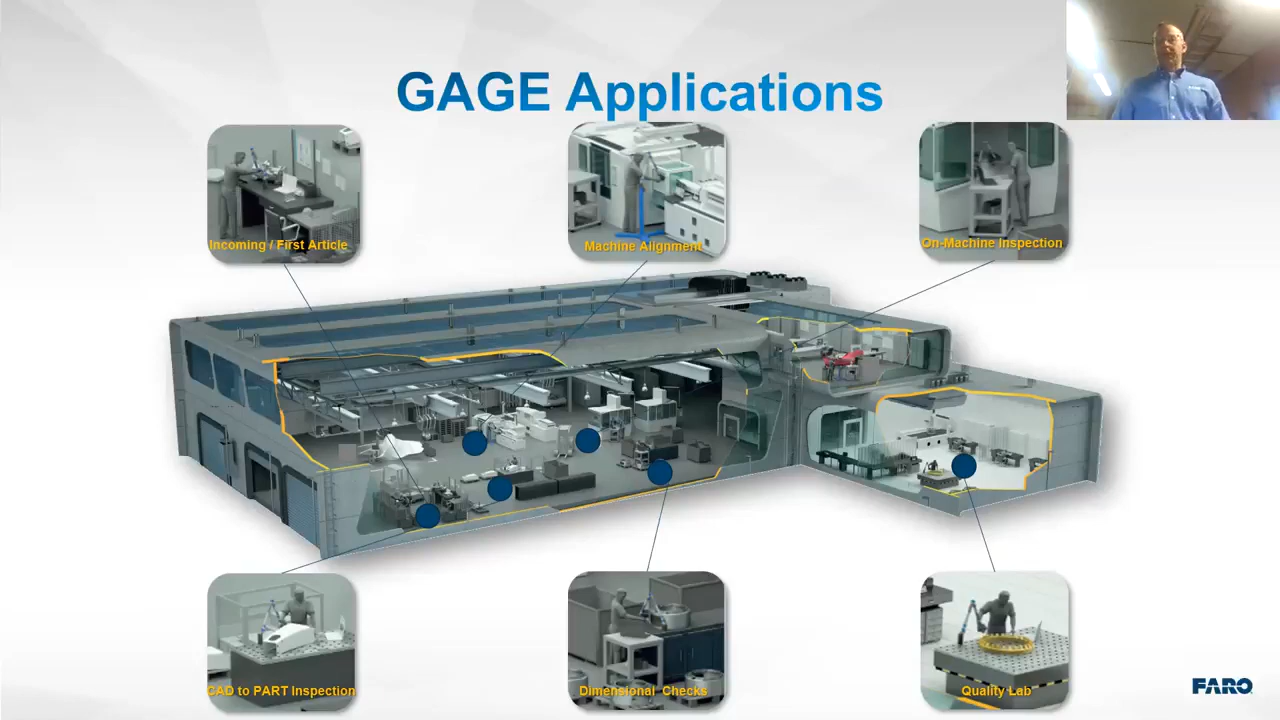 GAGE Applications
Incoming / First Article
Machine Alignment
On-Machine Inspection
CAD to PART Inspection
Dimensional Checks
Quality Lab
FARO